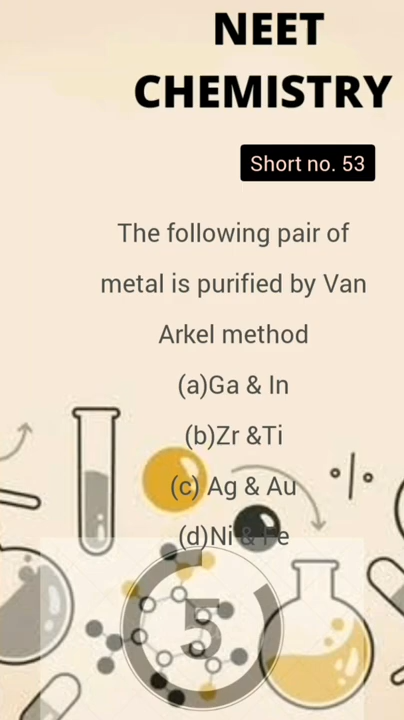 NEET
CHEMISTRY
Short no. 53
The following pair of
metal is purified by Van
Arkel method
(a)Ga & In
(b)Zr &Ti
(c) Ag & Au
(d)Ni & Fe
5